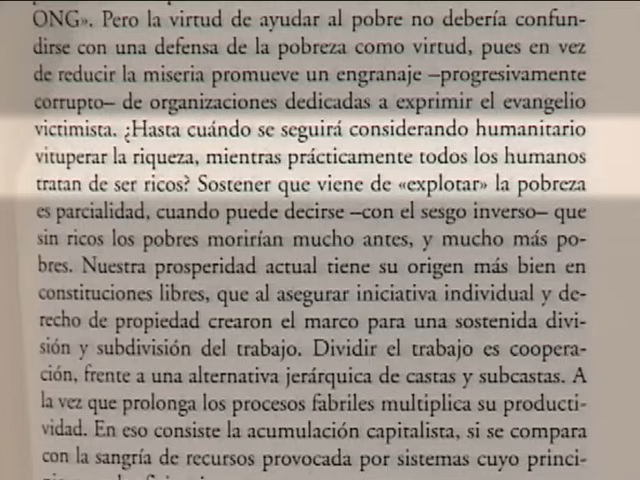 ONG». Pero la virtud de ayudar al pobre no debería confun-
dirse con una defensa de la pobreza como virtud, pues en vez
de reducir la miseria promueve un engranaje –progresivamente
corrupto– de organizaciones dedicadas a exprimir el evangelio
victimista. ¿Hasta cuándo se seguirá considerando humanitario
vituperar la riqueza, mientras prácticamente todos los humanos
tratan de ser ricos? Sostener que viene de «explotar» la pobreza
es parcialidad, cuando puede decirse –con el sesgo inverso– que
sin ricos los pobres morirían mucho antes, y mucho más po-
bres. Nuestra prosperidad actual tiene su origen más bien en
constituciones libres, que al asegurar iniciativa individual y de-
recho de propiedad crearon el marco para una sostenida divi-
sión y subdivisión del trabajo. Dividir el trabajo es coopera-
ción, frente a una alternativa jerárquica de castas y subcastas. A
la vez que prolonga los procesos fabriles multiplica su producti-
vidad. En eso consiste la acumulación capitalista, si se compara
con la sangría de recursos provocada por sistemas cuyo princi-